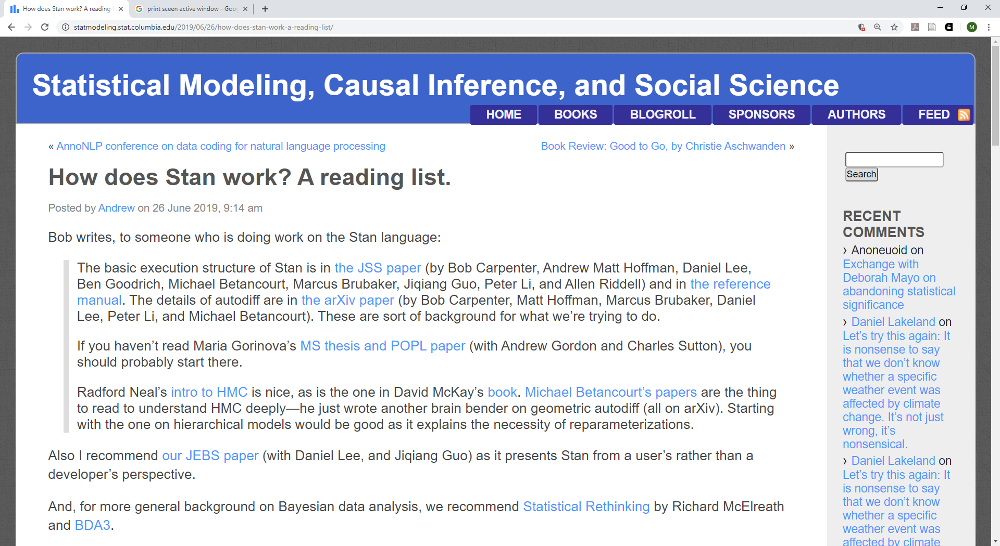 How does Stan work? A reading
print sceen active window - Goo
statmodeling.stat.columbia.edu/2019/06/26/how-does-stan-work-a-reading-list/
M
Statistical Modeling, Causal Inference, and Social Science
HOME BOOKS BLOGROLL SPONSORS AUTHORS FEED
« AnnoNLP conference on data coding for natural language processing
Book Review: Good to Go, by Christie Aschwanden »
How does Stan work? A reading list.
Posted by Andrew on 26 June 2019, 9:14 am
Bob writes, to someone who is doing work on the Stan language:
The basic execution structure of Stan is in the JSS paper (by Bob Carpenter, Andrew Matt Hoffman, Daniel Lee,
Ben Goodrich, Michael Betancourt, Marcus Brubaker, Jiqiang Guo, Peter Li, and Allen Riddell) and in the reference
manual. The details of autodiff are in the arXiv paper (by Bob Carpenter, Matt Hoffman, Marcus Brubaker, Daniel
Lee, Peter Li, and Michael Betancourt). These are sort of background for what we’re trying to do.
If you haven’t read Maria Gorinova’s MS thesis and POPL paper (with Andrew Gordon and Charles Sutton), you
should probably start there.
Radford Neal’s intro to HMC is nice, as is the one in David McKay’s book. Michael Betancourt’s papers are the thing
to read to understand HMC deeply—he just wrote another brain bender on geometric autodiff (all on arXiv). Starting
with the one on hierarchical models would be good as it explains the necessity of reparameterizations.
Also I recommend our JEBS paper (with Daniel Lee, and Jiqiang Guo) as it presents Stan from a user’s rather than a
developer’s perspective.
And, for more general background on Bayesian data analysis, we recommend Statistical Rethinking by Richard McElreath
and BDA3.
Search
RECENT
COMMENTS
› Anoneuoid on
Exchange with
Deborah Mayo on
abandoning statistical
significance
› Daniel Lakeland on
Let’s try this again: It
is nonsense to say
that we don’t know
whether a specific
weather event was
affected by climate
change. It’s not just
wrong, it’s
nonsensical.
› Daniel Lakeland on
Let’s try this again: It
is nonsense to say
that we don’t know
whether a specific
weather event was
affected by climate